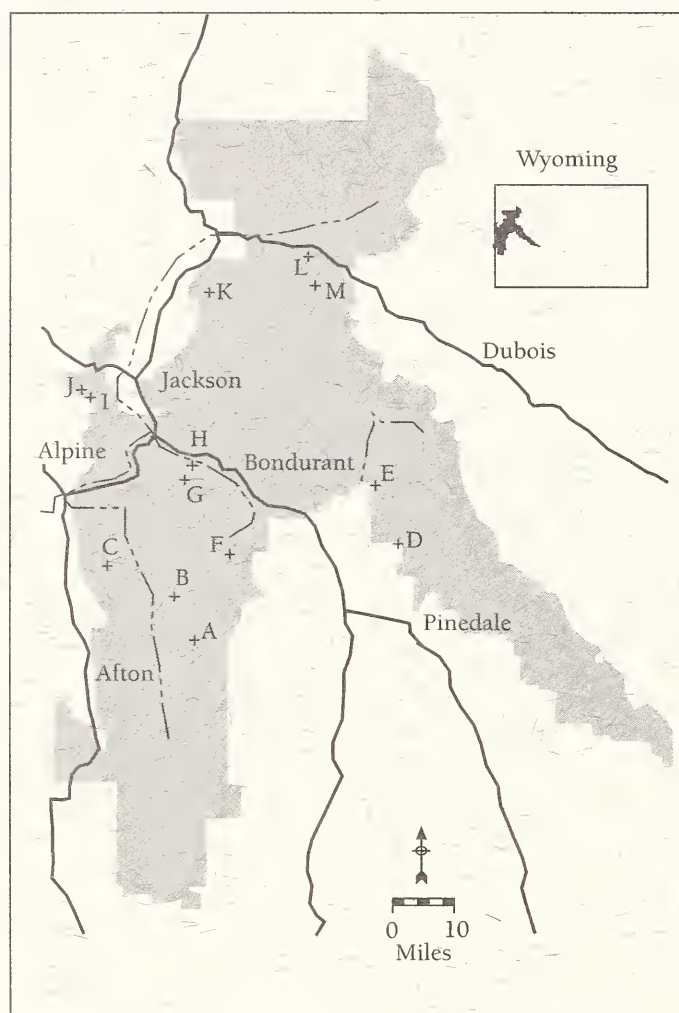 Wyoming
L
M
K
Dubois
Jackson
J
I
H
Alpine
Bondurant
E
G
D
C
F
B
Pinedale
A
Afton
0 10
Miles